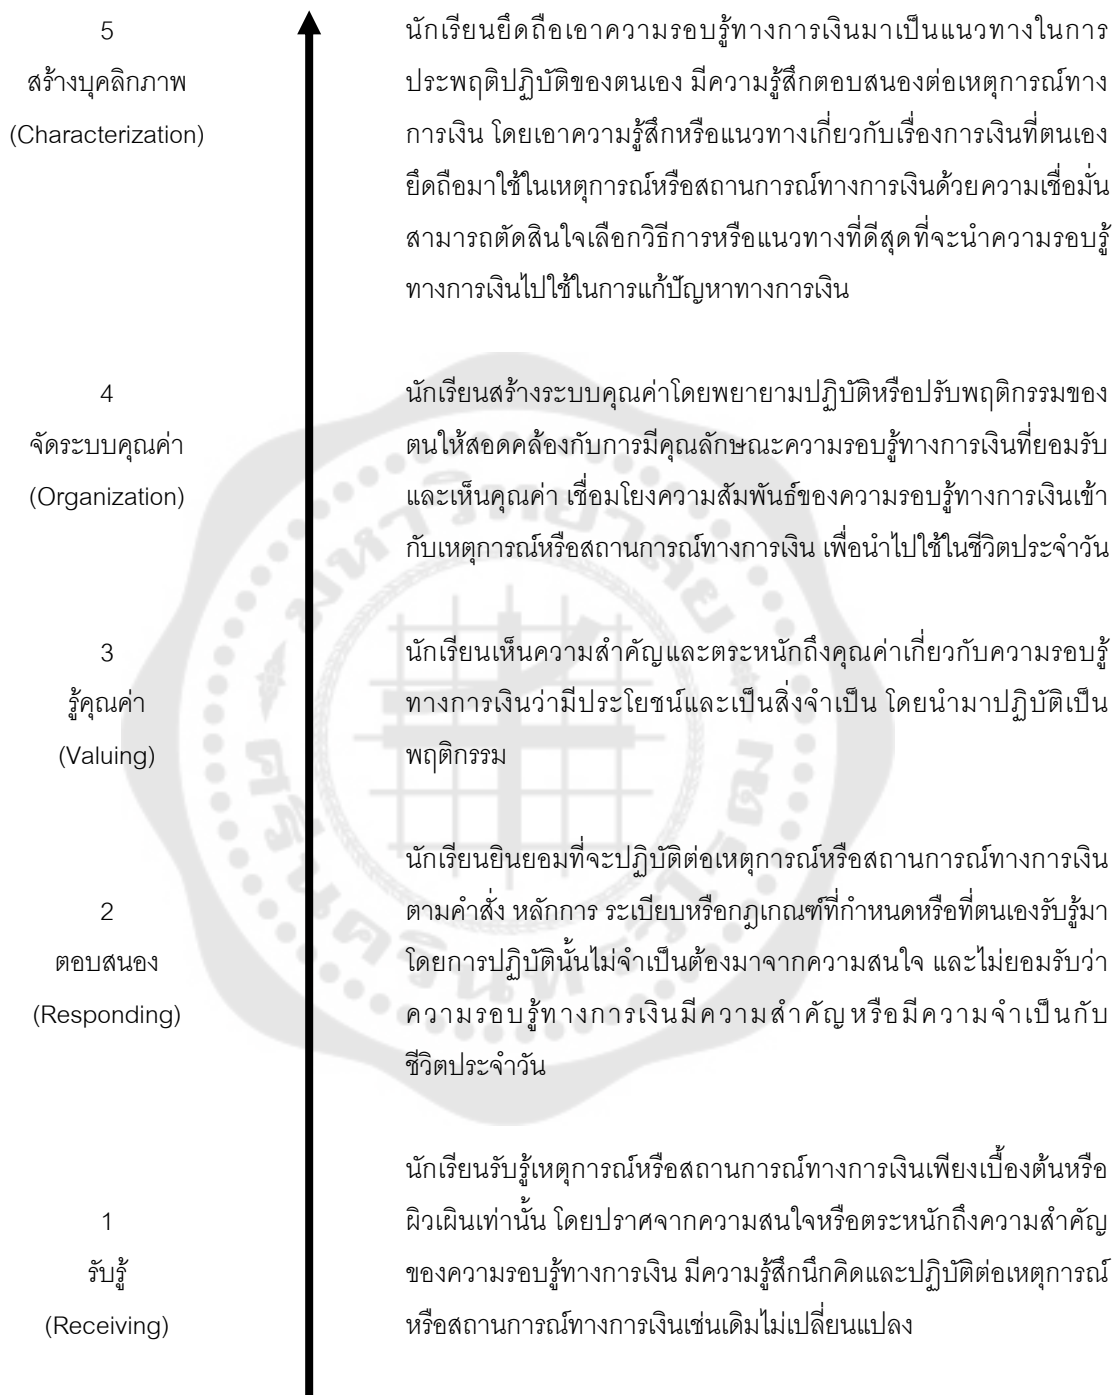 5
สร้างบุคลิกภาพ
(Characterization)
นักเรียนยึดถือเอาความรอบรู้ทางการเงินมาเป็นแนวทางในการ
ประพฤติปฏิบัติของตนเอง มีความรู้สึกตอบสนองต่อเหตุการณ์ทาง
การเงิน โดยเอาความรู้สึกหรือแนวทางเกี่ยวกับเรื่องการเงินที่ตนเอง
ยึดถือมาใช้ในเหตุการณ์หรือสถานการณ์ทางการเงินด้วยความเชื่อมั่น
สามารถตัดสินใจเลือกวิธีการหรือแนวทางที่ดีสุดที่จะนำความรอบรู้
ทางการเงินไปใช้ในการแก้ปัญหาทางการเงิน
4
จัดระบบคุณค่า
(Organization)
นักเรียนสร้างระบบคุณค่าโดยพยายามปฏิบัติหรือปรับพฤติกรรมของ
ตนให้สอดคล้องกับการมีคุณลักษณะความรอบรู้ทางการเงินที่ยอมรับ
และเห็นคุณค่า เชื่อมโยงความสัมพันธ์ของความรอบรู้ทางการเงินเข้า
กับเหตุการณ์หรือสถานการณ์ทางการเงิน เพื่อนำไปใช้ในชีวิตประจำวัน
3
รู้คุณค่า
(Valuing)
นักเรียนเห็นความสำคัญและตระหนักถึงคุณค่าเกี่ยวกับความรอบรู้
ทางการเงินว่ามีประโยชน์และเป็นสิ่งจำเป็น โดยนำมาปฏิบัติเป็น
พฤติกรรม
2
ตอบสนอง
(Responding)
นักเรียนยินยอมที่จะปฏิบัติต่อเหตุการณ์หรือสถานการณ์ทางการเงิน
ตามคำสั่ง หลักการ ระเบียบหรือกฎเกณฑ์ที่กำหนดหรือที่ตนเองรับรู้มา
โดยการปฏิบัตินั้นไม่จำเป็นต้องมาจากความสนใจ และไม่ยอมรับว่า
ความรอบรู้ทางการเงินมีความสำคัญหรือมีความจำเป็นกับ
ชีวิตประจำวัน
1
รับรู้
(Receiving)
นักเรียนรับรู้เหตุการณ์หรือสถานการณ์ทางการเงินเพียงเบื้องต้นหรือ
ผิวเผินเท่านั้น โดยปราศจากความสนใจหรือตระหนักถึงความสำคัญ
ของความรอบรู้ทางการเงิน มีความรู้สึกนึกคิดและปฏิบัติต่อเหตุการณ์
หรือสถานการณ์ทางการเงินเช่นเดิมไม่เปลี่ยนแปลง
มหาวิทยาลัย
ศรีนครินทรวิโรฒ